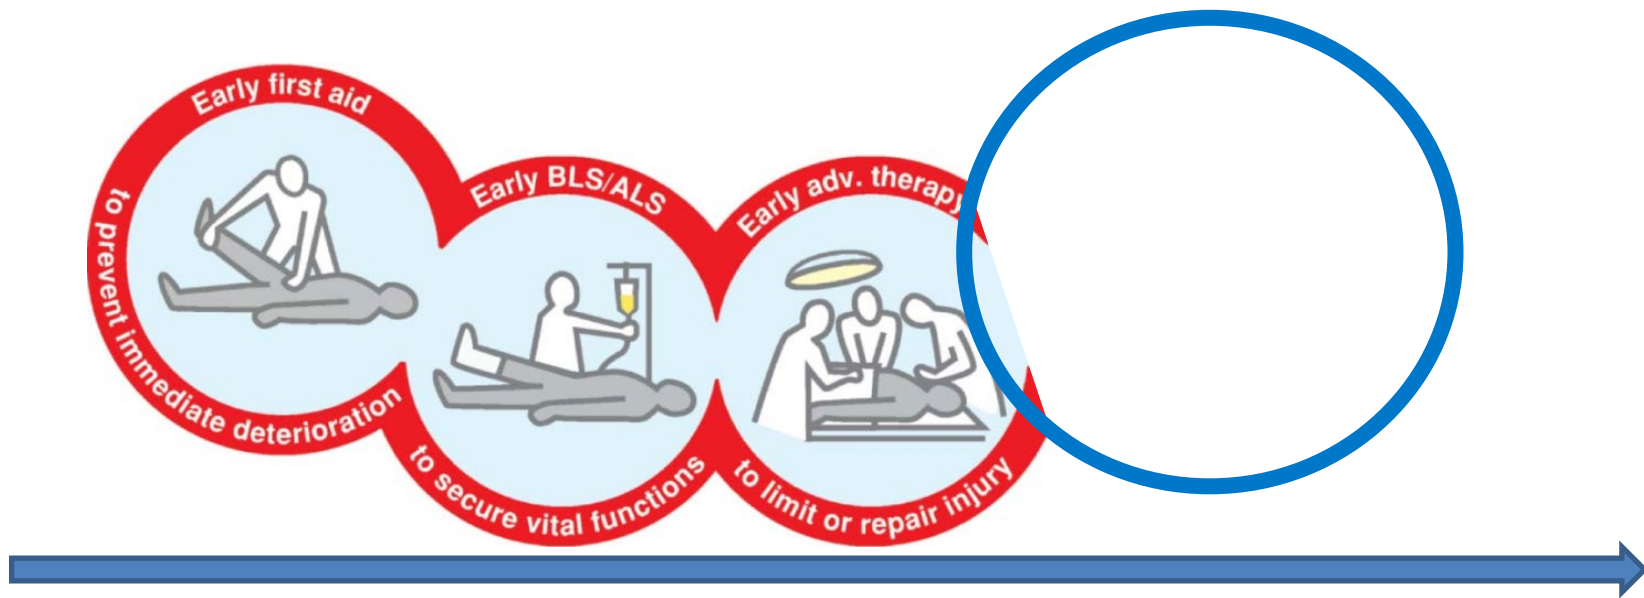 Early first aid
to prevent immediate deterioration
Early BLS/ALS
to secure vital functions
Early adv. therapy
to limit or repair injury